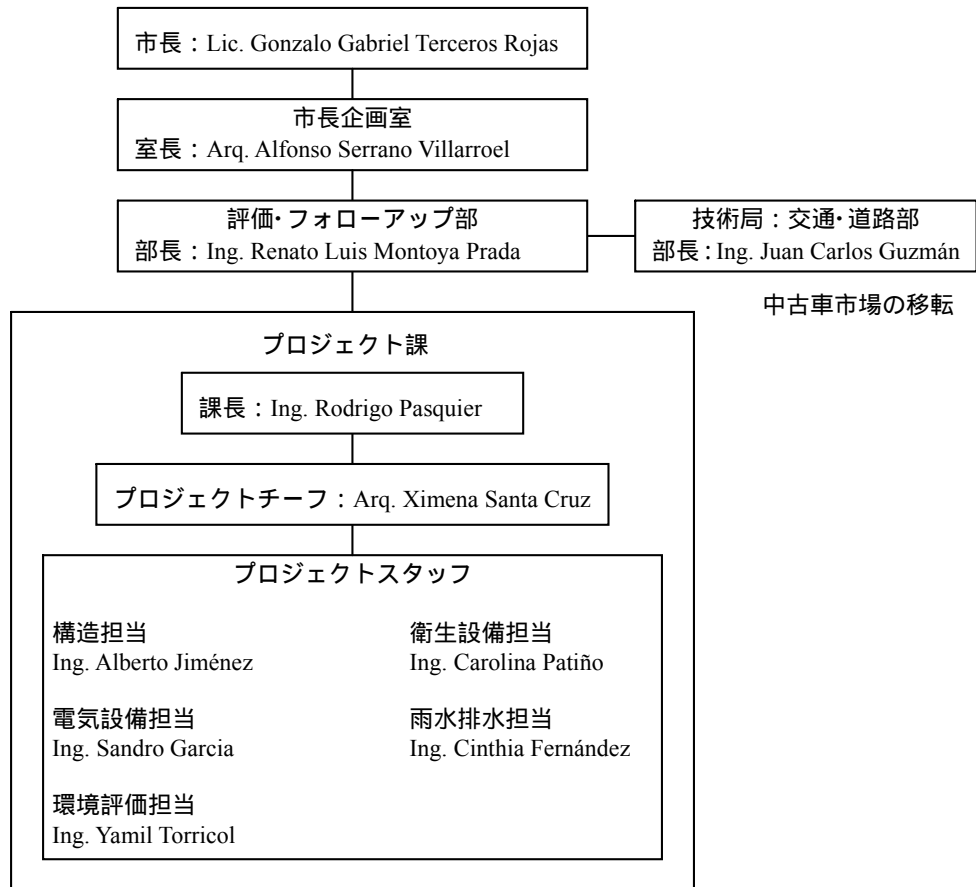 市長：Lic. Gonzalo Gabriel Terceros Rojas
市長企画室
室長：Arq. Alfonso Serrano Villarroel
評価･フォローアップ部
部長：Ing. Renato Luis Montoya Prada
技術局：交通･道路部
部長：Ing. Juan Carlos Guzmán
中古車市場の移転
プロジェクト課
課長：Ing. Rodrigo Pasquier
プロジェクトチーフ：Arq. Ximena Santa Cruz
プロジェクトスタッフ
構造担当
Ing. Alberto Jiménez
衛生設備担当
Ing. Carolina Patiño
電気設備担当
Ing. Sandro Garcia
雨水排水担当
Ing. Cinthia Fernández
環境評価担当
Ing. Yamil Torricol